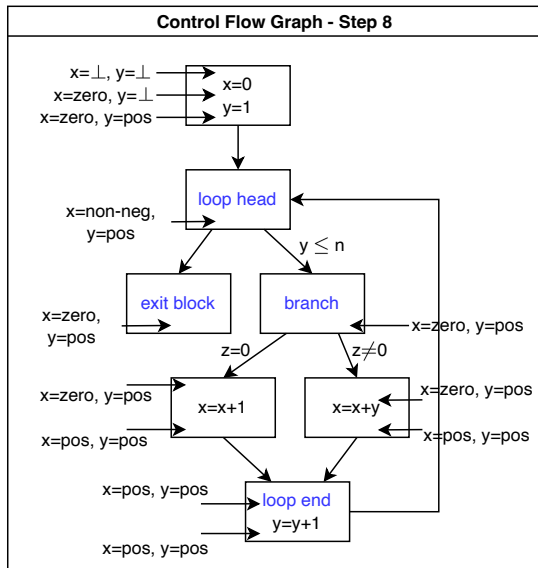 Control Flow Graph - Step 8
x=⊥, y=⊥
x=zero, y=⊥
x=zero, y=pos
x=0
y=1
loop head
x=non-neg,
y=pos
y ≤ n
exit block
branch
x=zero,
y=pos
x=zero, y=pos
z=0
z≠0
x=zero, y=pos
x=pos, y=pos
x=x+1
x=x+y
x=zero, y=pos
x=pos, y=pos
x=pos, y=pos
x=pos, y=pos
loop end
y=y+1